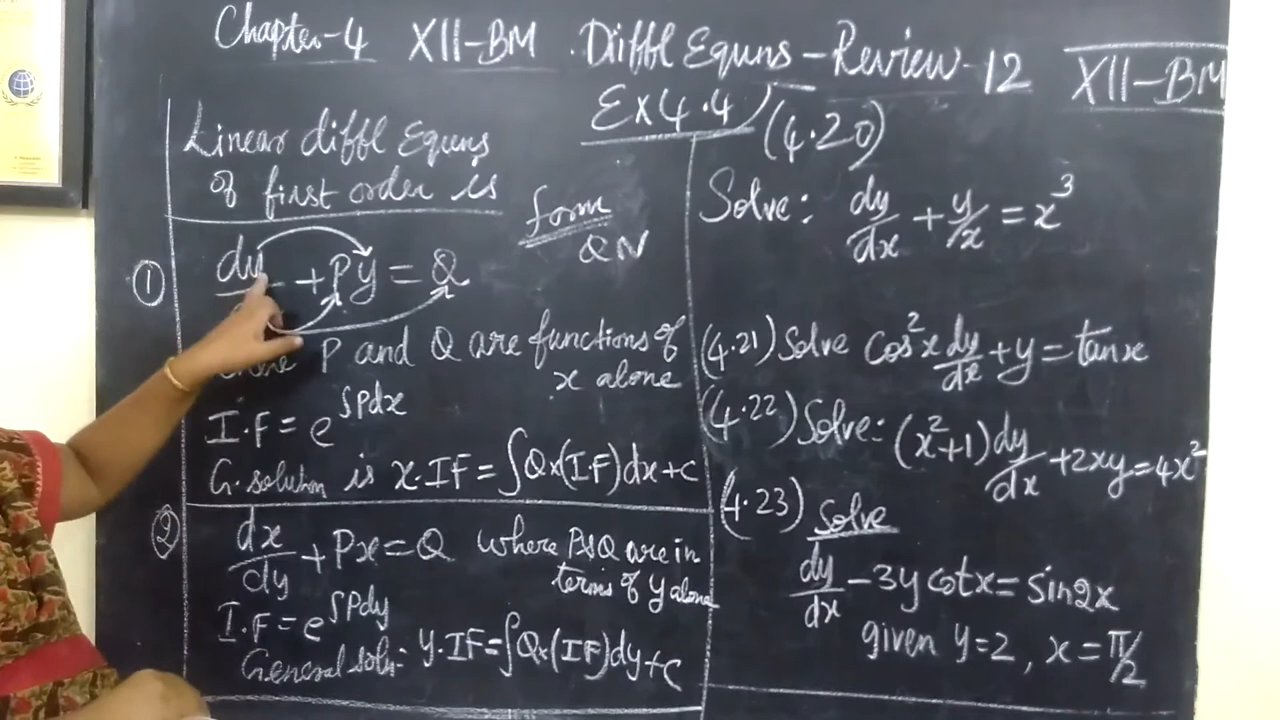 Chapter-4 XII-BM . Diffl Equns - Review-12 XII-BM
Ex 4.4
Linear diffl Equns
of first order is
form
QN
① dy + Py = Q
P and Q are functions of
x alone
I.F = e^∫Pdx
G. solution is x.IF = ∫Q×(I.F)dx+c
② dx/dy + Px = Q where P&Q are in
terms of y alone
I.F = e^∫Pdy
General soln:- y.IF = ∫Q×(IF)dy+c
(4.20)
Solve: dy/dx + y/x = x³
(4.21) Solve cos²x dy/dx + y = tanx
(4.22) Solve: (x²+1) dy/dx + 2xy = 4x²
(4.23) Solve
dy/dx - 3y cotx = sin2x
given y=2, x = π/2